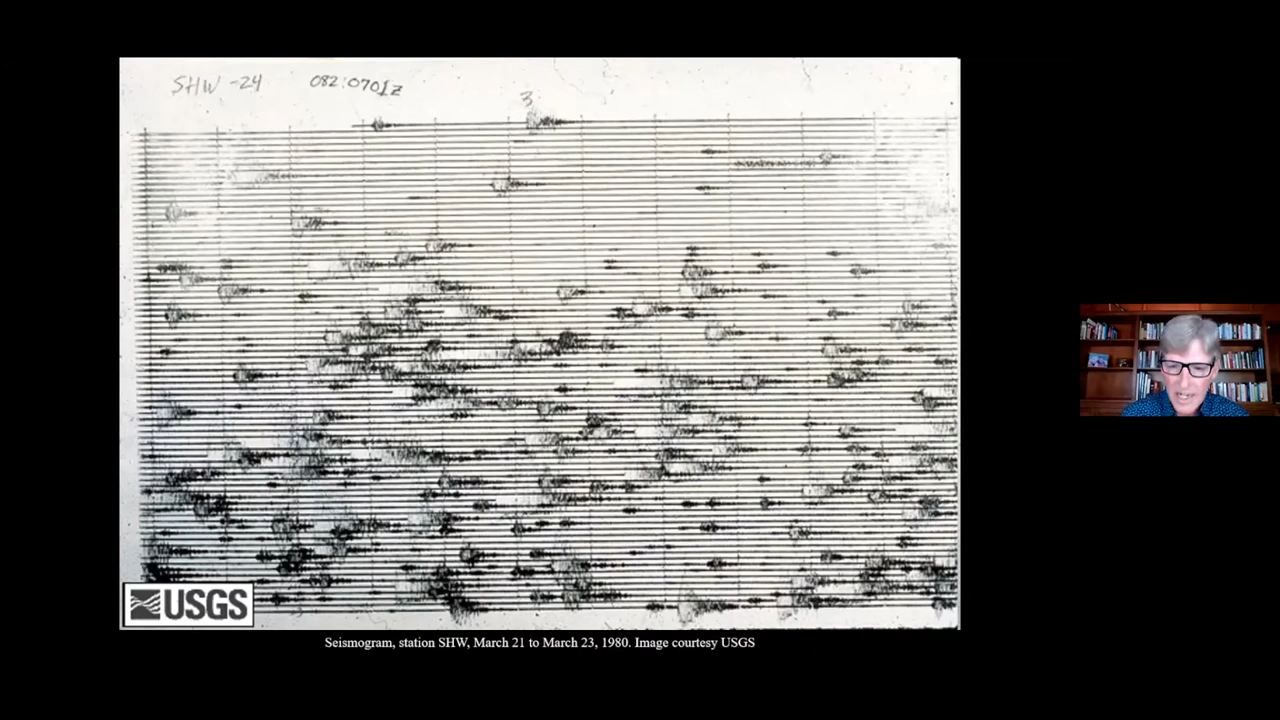 SHW -24 082:0701Z
3
USGS
Seismogram, station SHW, March 21 to March 23, 1980. Image courtesy USGS